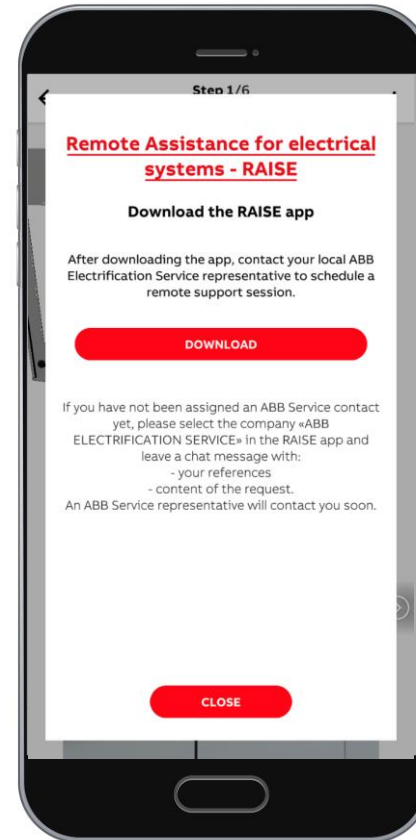 Step 1/6
Remote Assistance for electrical
systems - RAISE
Download the RAISE app
After downloading the app, contact your local ABB
Electrification Service representative to schedule a
remote support session.
DOWNLOAD
If you have not been assigned an ABB Service contact
yet, please select the company «ABB
ELECTRIFICATION SERVICE» in the RAISE app and
leave a chat message with:
- your references
- content of the request.
An ABB Service representative will contact you soon.
CLOSE